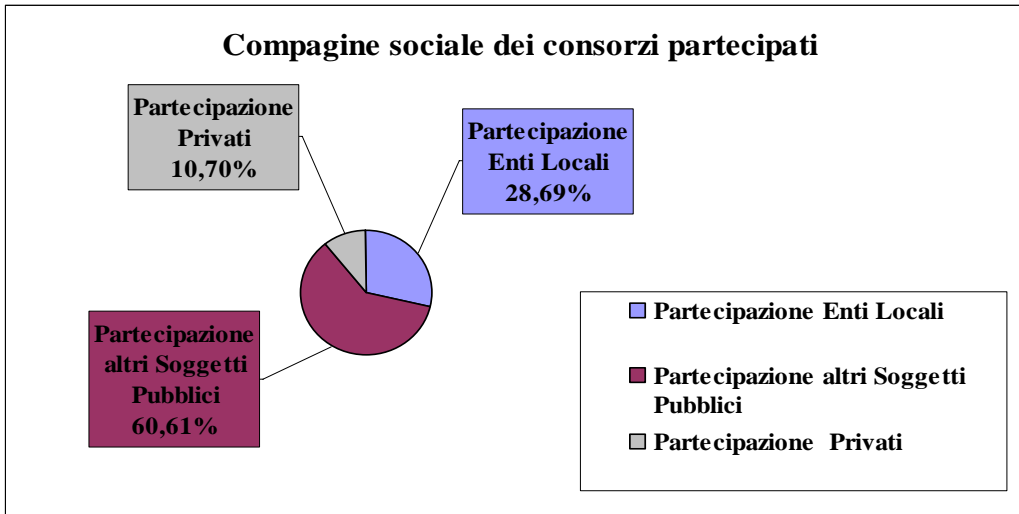 Compagine sociale dei consorzi partecipati
Partecipazione
Privati
10,70%
Partecipazione
Enti Locali
28,69%
Partecipazione
altri Soggetti
Pubblici
60,61%
Partecipazione Enti Locali
Partecipazione altri Soggetti
Pubblici
Partecipazione Privati